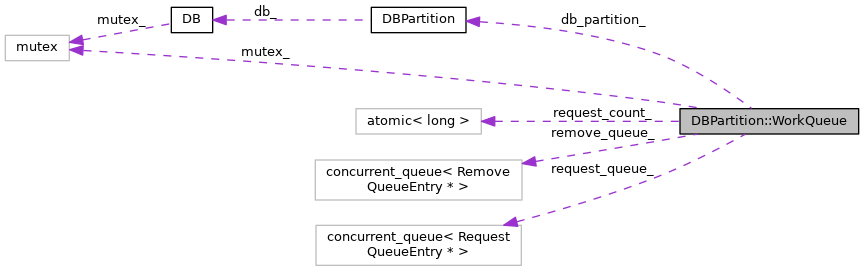 mutex_
DB
db_
DBPartition
db_partition_
mutex
mutex_
atomic< long >
request_count_
DBPartition::WorkQueue
remove_queue_
concurrent_queue< Remove
QueueEntry * >
request_queue_
concurrent_queue< Request
QueueEntry * >